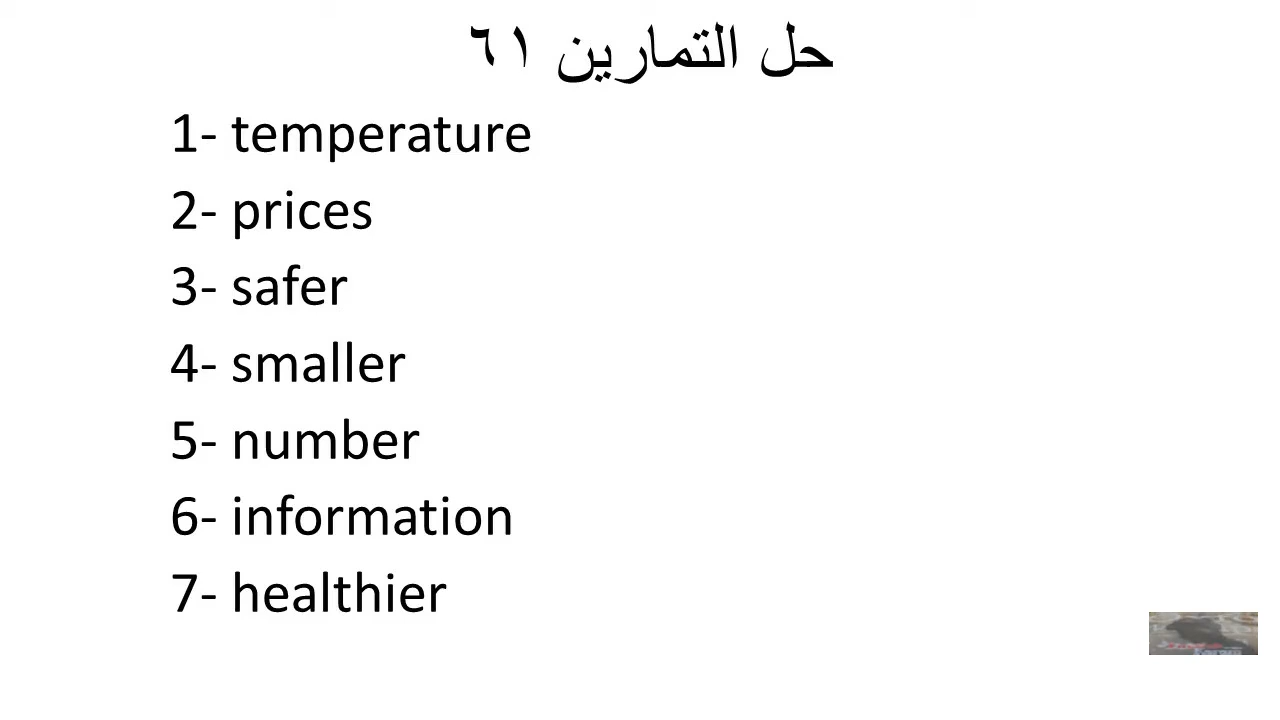 حل التمارين ٦١
1- temperature
2- prices
3- safer
4- smaller
5- number
6- information
7- healthier